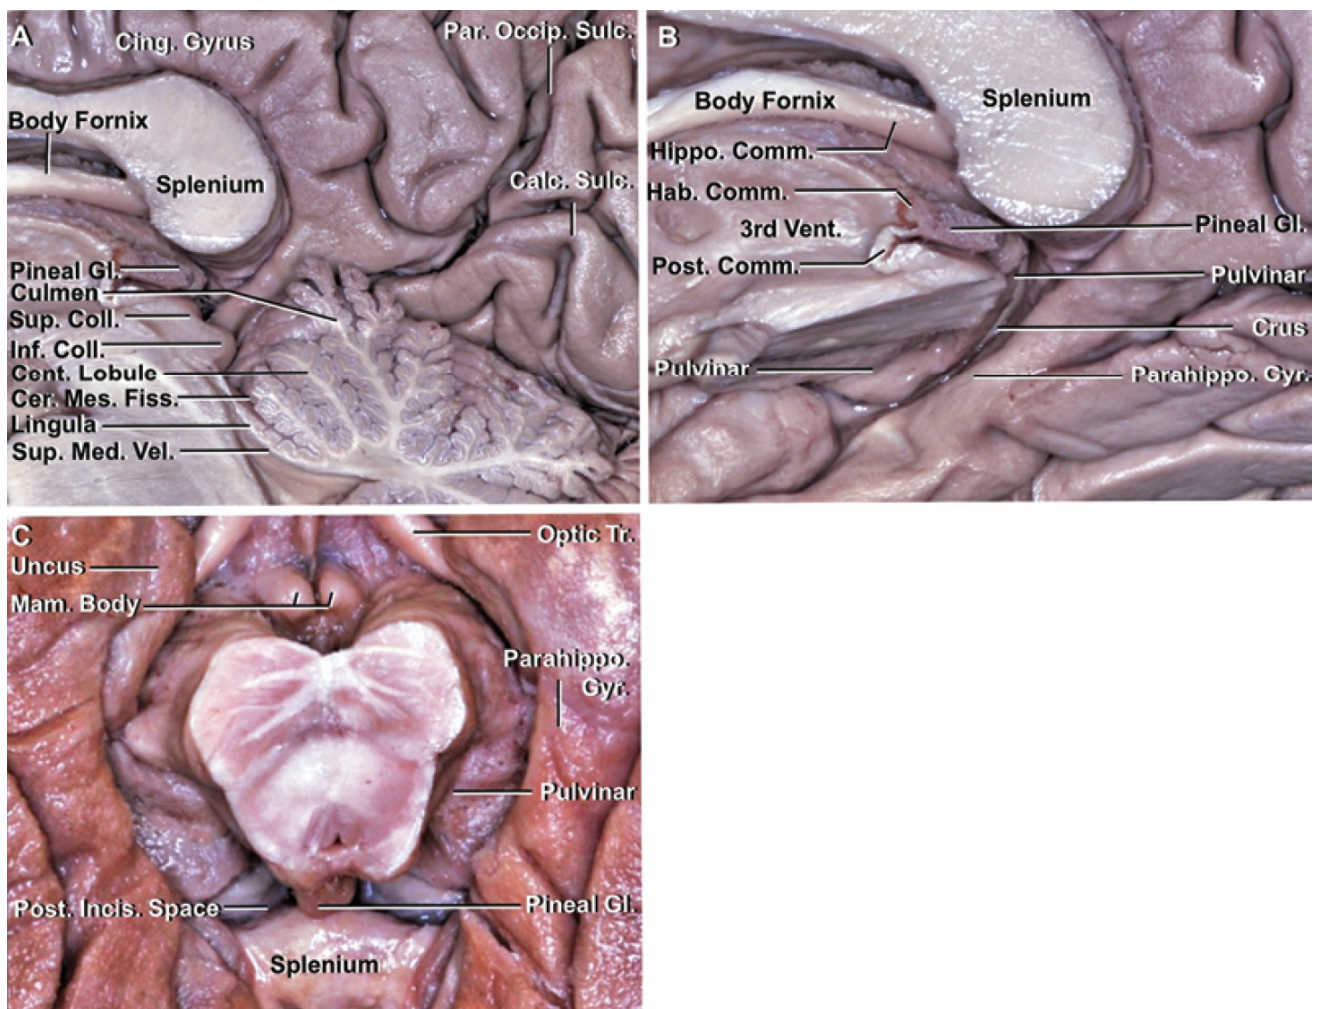 A
Cing. Gyrus
Par. Occip. Sulc.
Body Fornix
Splenium
Calc. Sulc.
Pineal Gl.
Culmen
Sup. Coll.
Inf. Coll.
Cent. Lobule
Cer. Mes. Fiss.
Lingula
Sup. Med. Vel.
B
Body Fornix
Splenium
Hippo. Comm.
Hab. Comm.
3rd Vent.
Pineal Gl.
Post. Comm.
Pulvinar
Crus
Pulvinar
Parahippo. Gyr.
C
Optic Tr.
Uncus
Mam. Body
Parahippo.
Gyr.
Pulvinar
Post. Incis. Space
Pineal Gl.
Splenium